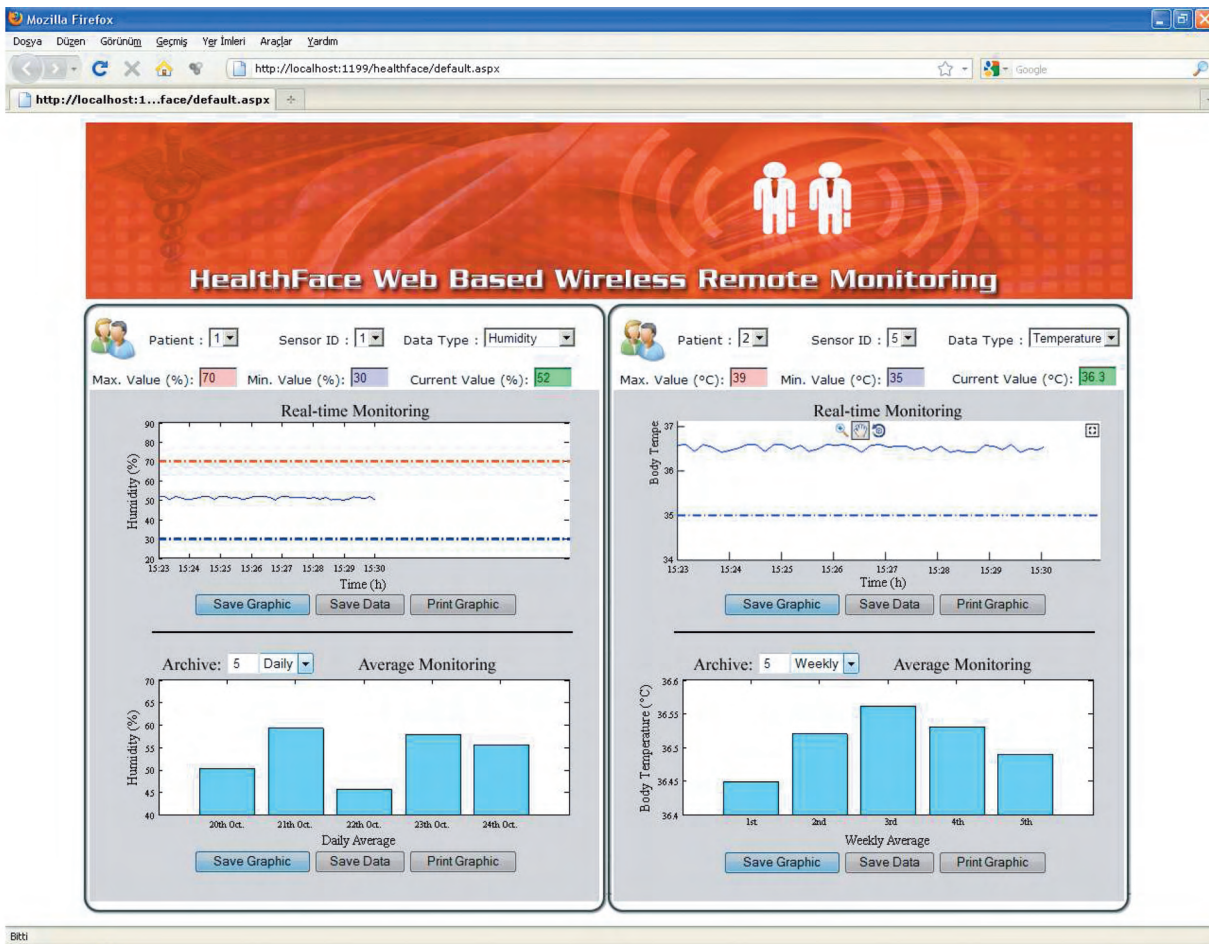 Mozilla Firefox
Dosya Düzen Görünüm Geçmiş Yer İmleri Araçlar Yardım
http://localhost:1199/healthface/default.aspx
Google
http://localhost:1...face/default.aspx
HealthFace Web Based Wireless Remote Monitoring
Patient : 1 Sensor ID : 1 Data Type : Humidity
Max. Value (%): 70 Min. Value (%): 30 Current Value (%): 52
Real-time Monitoring
90
80
70
60
50
40
30
20
Humidity (%)
15:23 15:24 15:25 15:26 15:27 15:28 15:29 15:30
Time (h)
Save Graphic Save Data Print Graphic
Archive: 5 Daily Average Monitoring
70
65
60
55
50
45
40
Humidity (%)
20th Oct. 21th Oct. 22th Oct. 23th Oct. 24th Oct.
Daily Average
Save Graphic Save Data Print Graphic
Patient : 2 Sensor ID : 5 Data Type : Temperature
Max. Value (°C): 39 Min. Value (°C): 35 Current Value (°C): 36.3
Real-time Monitoring
37
36
35
34
Body Tempe
15:23 15:24 15:25 15:26 15:27 15:28 15:29 15:30
Time (h)
Save Graphic Save Data Print Graphic
Archive: 5 Weekly Average Monitoring
36.6
36.55
36.5
36.45
36.4
Body Temperature (°C)
1st 2nd 3rd 4th 5th
Weekly Average
Save Graphic Save Data Print Graphic
Bitti